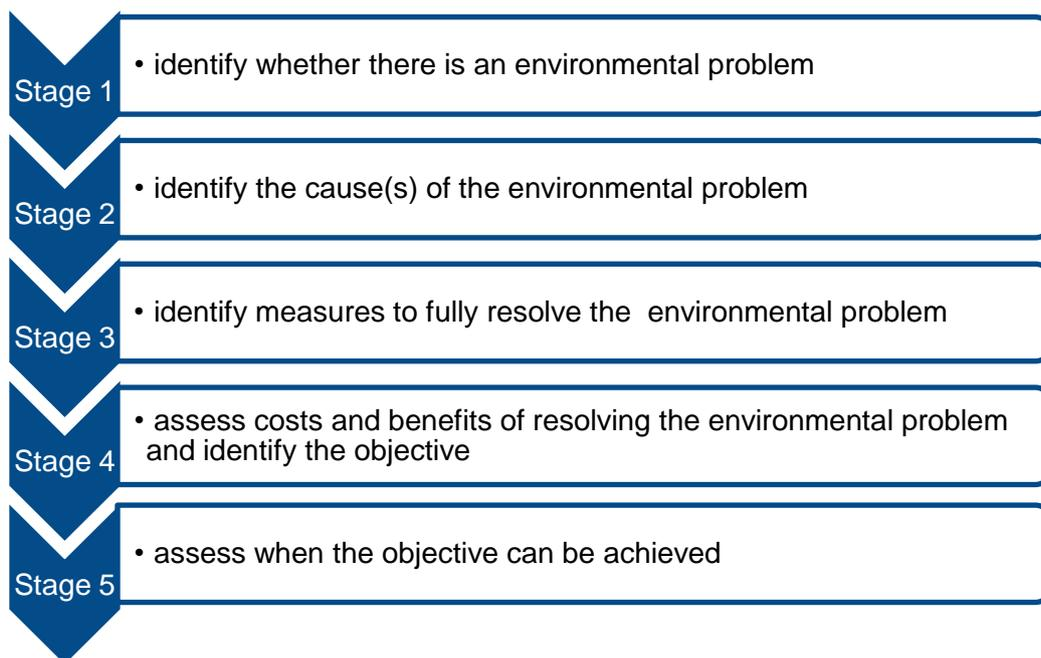 Stage 1
• identify whether there is an environmental problem
Stage 2
• identify the cause(s) of the environmental problem
Stage 3
• identify measures to fully resolve the  environmental problem
Stage 4
• assess costs and benefits of resolving the environmental problem
and identify the objective
Stage 5
• assess when the objective can be achieved